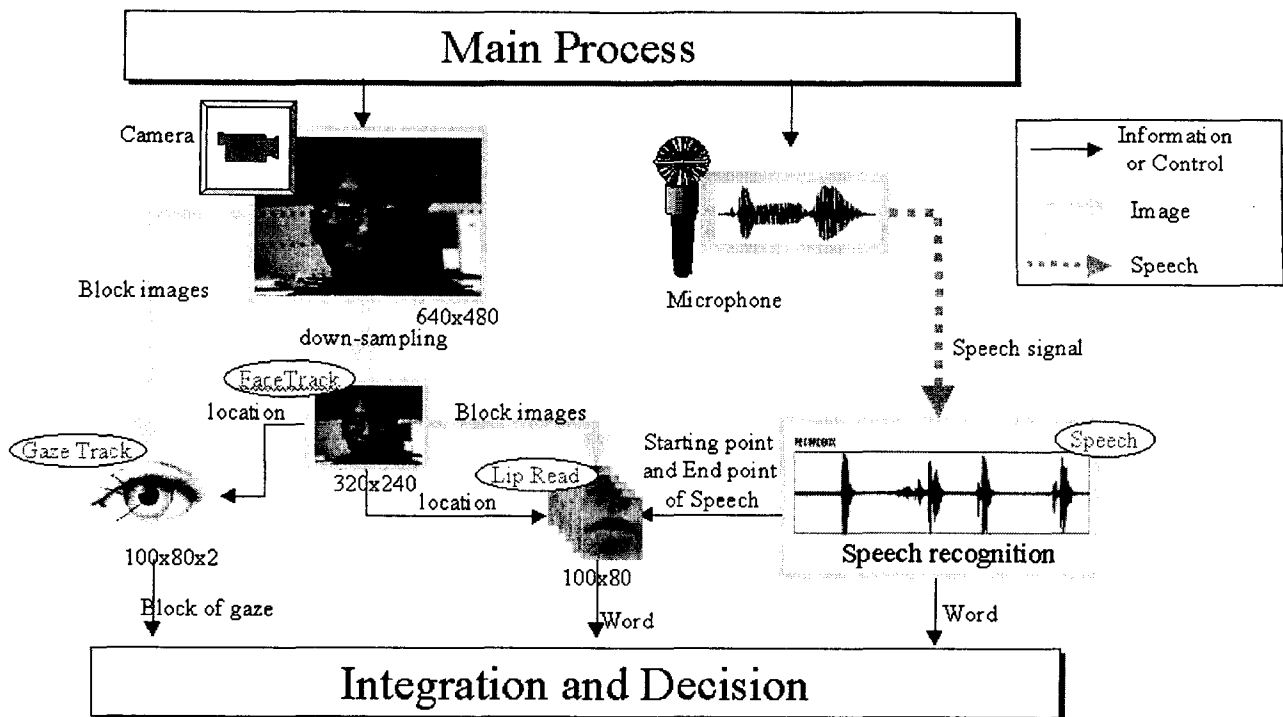 Main Process
Camera
Information
or Control
Image
Speech
Block images
640x480
Microphone
down-sampling
Speech signal
FaceTrack
location
Block images
Gaze Track
Starting point
and End point
of Speech
Speech
320x240
Lip Read
location
100x80x2
100x80
Speech recognition
Block of gaze
Word
Word
Integration and Decision